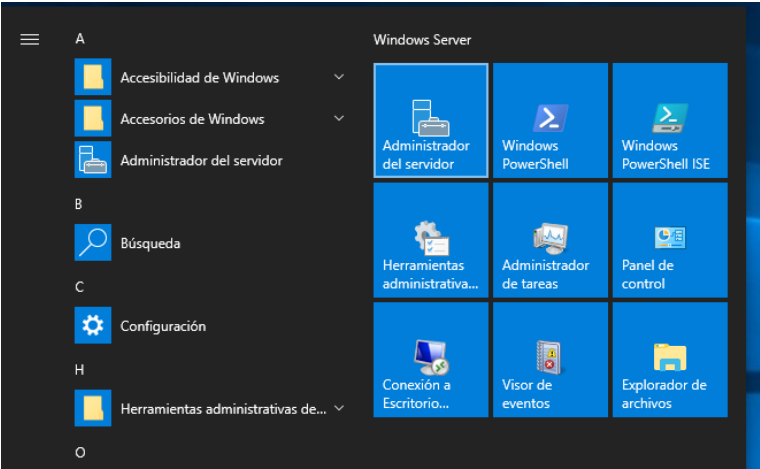 A
Accesibilidad de Windows
Accesorios de Windows
Administrador del servidor
B
Búsqueda
C
Configuración
H
Herramientas administrativas de...
O
Windows Server
Administrador
del servidor
Windows
PowerShell
Windows
PowerShell ISE
Herramientas
administrativa...
Administrador
de tareas
Panel de
control
Conexión a
Escritorio...
Visor de
eventos
Explorador de
archivos